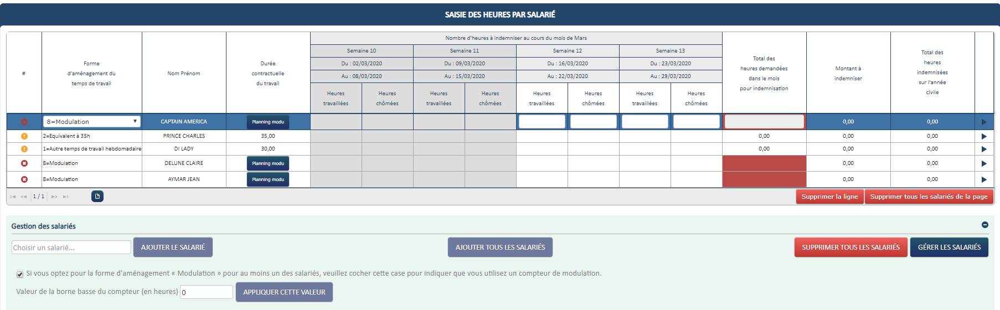 SAISIE DES HEURES PAR SALARIÉ
#
Forme
d'aménagement du
temps de travail
Nom Prénom
Durée
contractuelle
du travail
Nombre d'heures à indemniser au cours du mois de Mars
Semaine 10 Semaine 11 Semaine 12 Semaine 13
Du : 02/03/2020 Du : 09/03/2020 Du : 16/03/2020 Du : 23/03/2020
Au : 08/03/2020 Au : 15/03/2020 Au : 22/03/2020 Au : 29/03/2020
Heures
travaillées
Heures
chômées
Heures
travaillées
Heures
chômées
Heures
travaillées
Heures
chômées
Heures
travaillées
Heures
chômées
Total des
heures demandées
dans le mois
pour indemnisation
Montant à
indemniser
Total des
heures
indemnisées
sur l'année
civile
8=Modulation CAPTAIN AMERICA Planning modu 0,00 0,00
2=Equivalent à 35h PRINCE CHARLES 35,00 0,00 0,00 0,00
1=Autre temps de travail hebdomadaire DI LADY 30,00 0,00 0,00 0,00
8=Modulation DELUNE CLAIRE Planning modu 0,00 0,00
8=Modulation AYMAR JEAN Planning modu 0,00 0,00
1 / 1 Supprimer la ligne Supprimer tous les salariés de la page
Gestion des salariés
Choisir un salarié... AJOUTER LE SALARIÉ AJOUTER TOUS LES SALARIÉS SUPPRIMER TOUS LES SALARIÉS GÉRER LES SALARIÉS
Si vous optez pour la forme d'aménagement « Modulation » pour au moins un des salariés, veuillez cocher cette case pour indiquer que vous utilisez un compteur de modulation.
Valeur de la borne basse du compteur (en heures) 0 APPLIQUER CETTE VALEUR